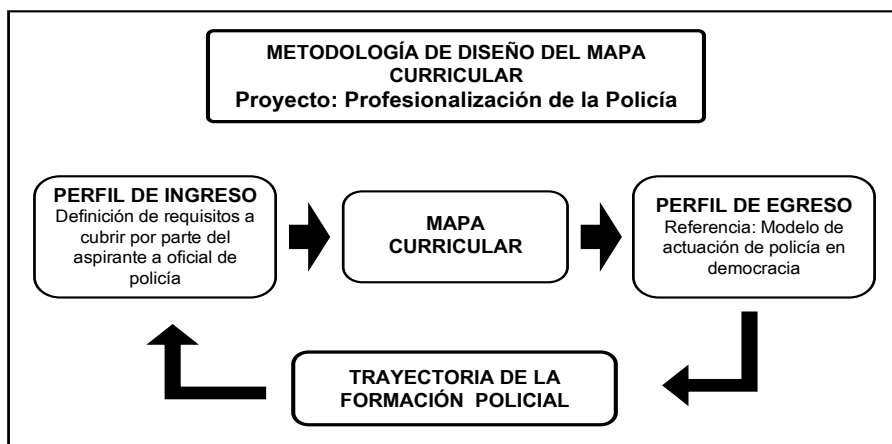 METODOLOGÍA DE DISEÑO DEL MAPA
CURRICULAR
Proyecto: Profesionalización de la Policía
PERFIL DE INGRESO
Definición de requisitos a
cubrir por parte del
aspirante a oficial de
policía
MAPA
CURRICULAR
PERFIL DE EGRESO
Referencia: Modelo de
actuación de policía en
democracia
TRAYECTORIA DE LA
FORMACIÓN POLICIAL